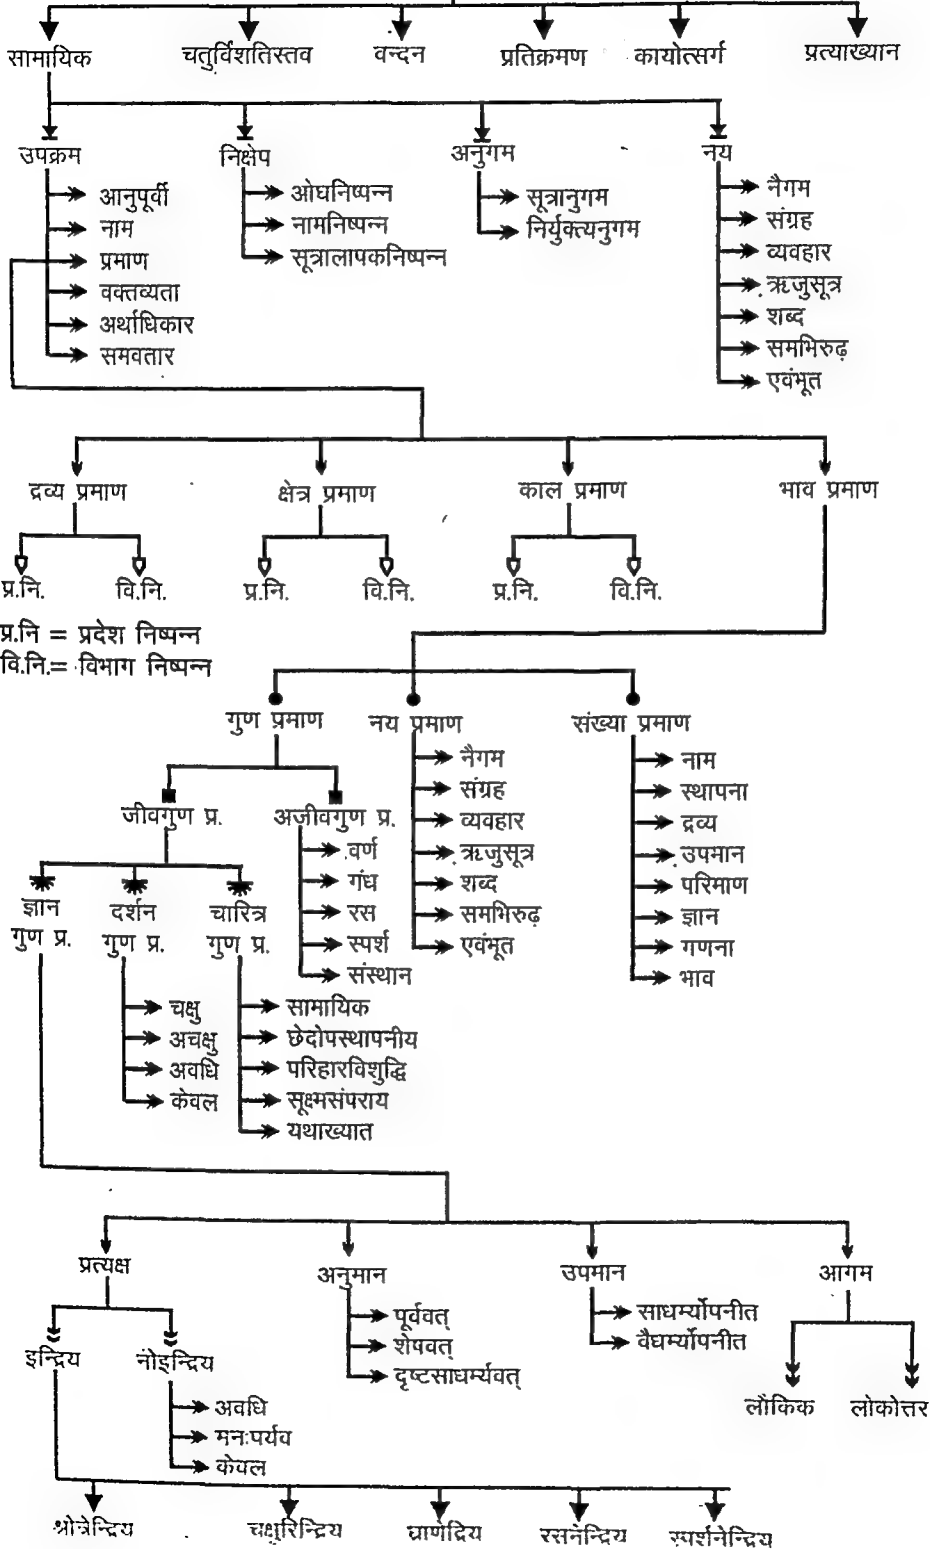 सामायिक चतुर्विंशतिस्तव वन्दन प्रतिक्रमण कायोत्सर्ग प्रत्याख्यान
उपक्रम निक्षेप अनुगम नय
आनुपूर्वी
नाम
प्रमाण
वक्तव्यता
अर्थाधिकार
समवतार
ओघनिष्पन्न
नामनिष्पन्न
सूत्रालापकनिष्पन्न
सूत्रानुगम
निर्युक्त्यनुगम
नैगम
संग्रह
व्यवहार
ऋजुसूत्र
शब्द
समभिरुढ़
एवंभूत
द्रव्य प्रमाण क्षेत्र प्रमाण काल प्रमाण भाव प्रमाण
प्र.नि. वि.नि. प्र.नि. वि.नि. प्र.नि. वि.नि.
प्र.नि = प्रदेश निष्पन्न
वि.नि.= विभाग निष्पन्न
गुण प्रमाण नय प्रमाण संख्या प्रमाण
नैगम
संग्रह
व्यवहार
ऋजुसूत्र
शब्द
समभिरुढ़
एवंभूत
नाम
स्थापना
द्रव्य
उपमान
परिमाण
ज्ञान
गणना
भाव
जीवगुण प्र. अजीवगुण प्र.
वर्ण
गंध
रस
स्पर्श
संस्थान
ज्ञान
गुण प्र.
दर्शन
गुण प्र.
चारित्र
गुण प्र.
चक्षु
अचक्षु
अवधि
केवल
सामायिक
छेदोपस्थापनीय
परिहारविशुद्धि
सूक्ष्मसंपराय
यथाख्यात
प्रत्यक्ष अनुमान उपमान आगम
पूर्ववत्
शेषवत्
दृष्टसाधर्म्यवत्
साधर्म्योपनीत
वैधर्म्योपनीत
लौकिक लोकोत्तर
इन्द्रिय नोइन्द्रिय
अवधि
मनःपर्यव
केवल
श्रोत्रेन्द्रिय चक्षुरिन्द्रिय घ्राणेंद्रिय रसनेन्द्रिय स्पर्शनेन्द्रिय